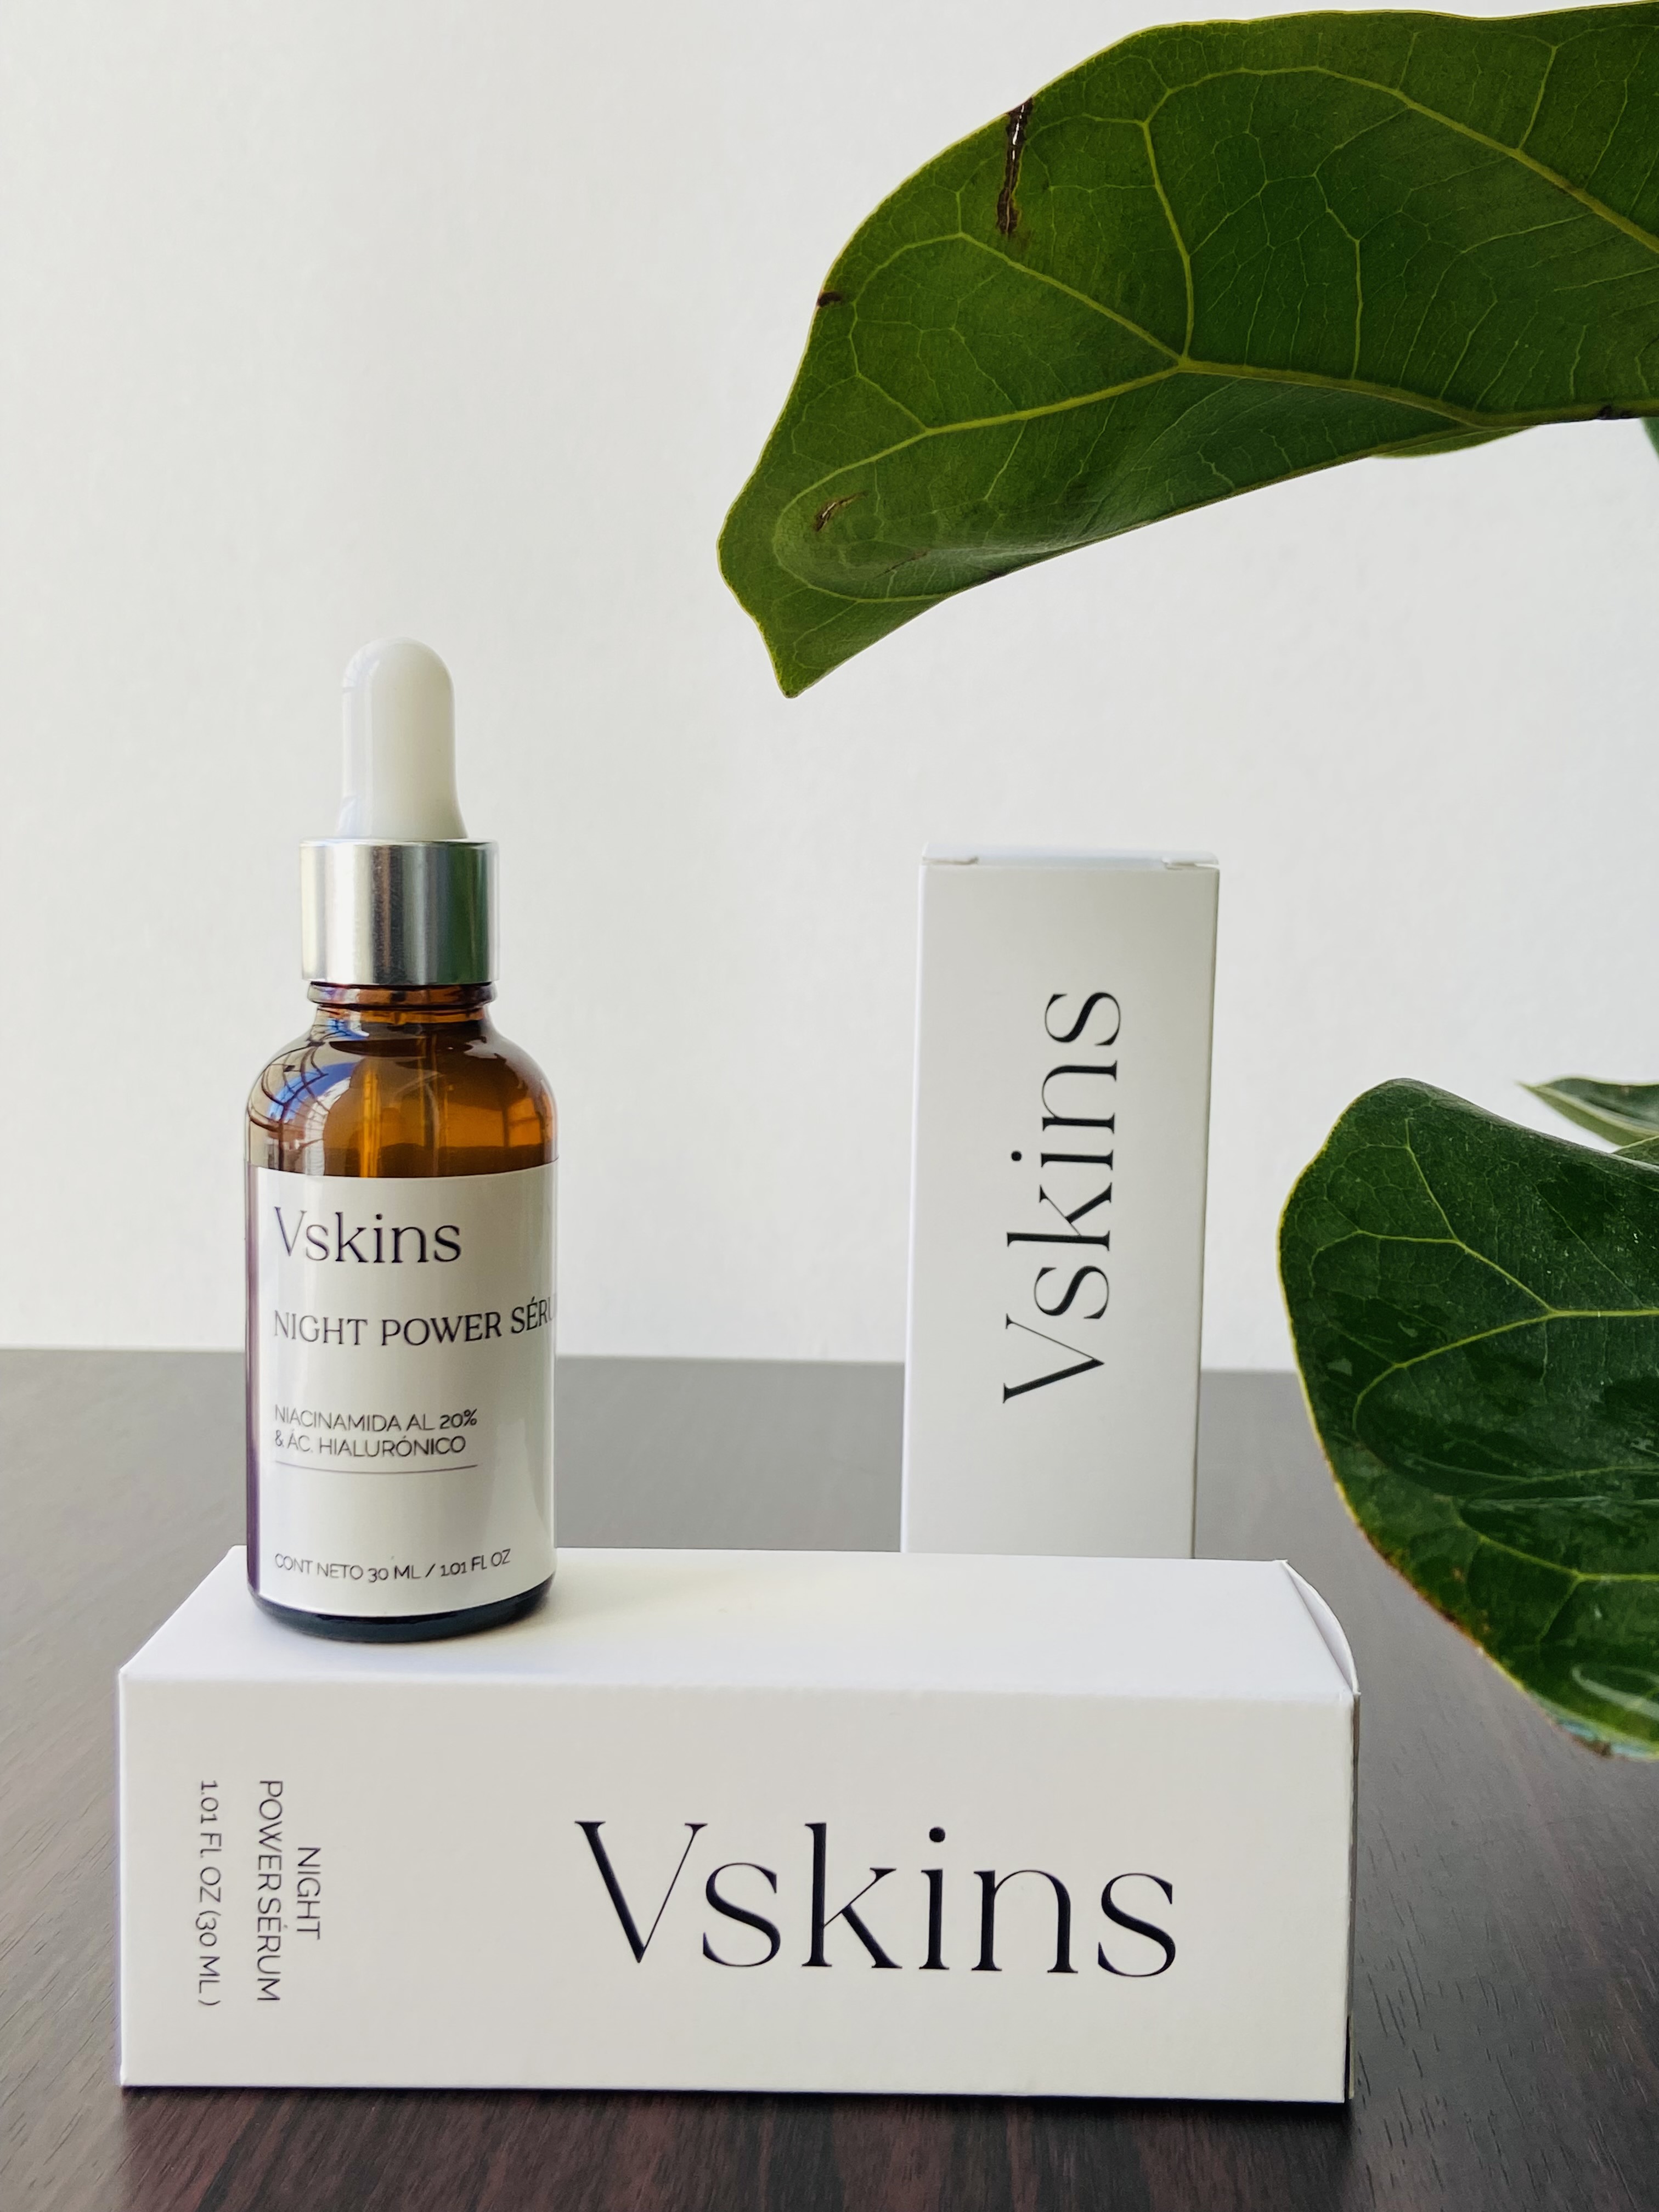 Vskins
NIGHT POWER SÉRU
NIACINAMIDA AL 20%
& ÁC. HIALURÓNICO
CONT NETO 30 ML / 1.01 FL OZ
Vskins
NIGHT
POWER SÉRUM
1.01 FL OZ (30 ML )
Vskins